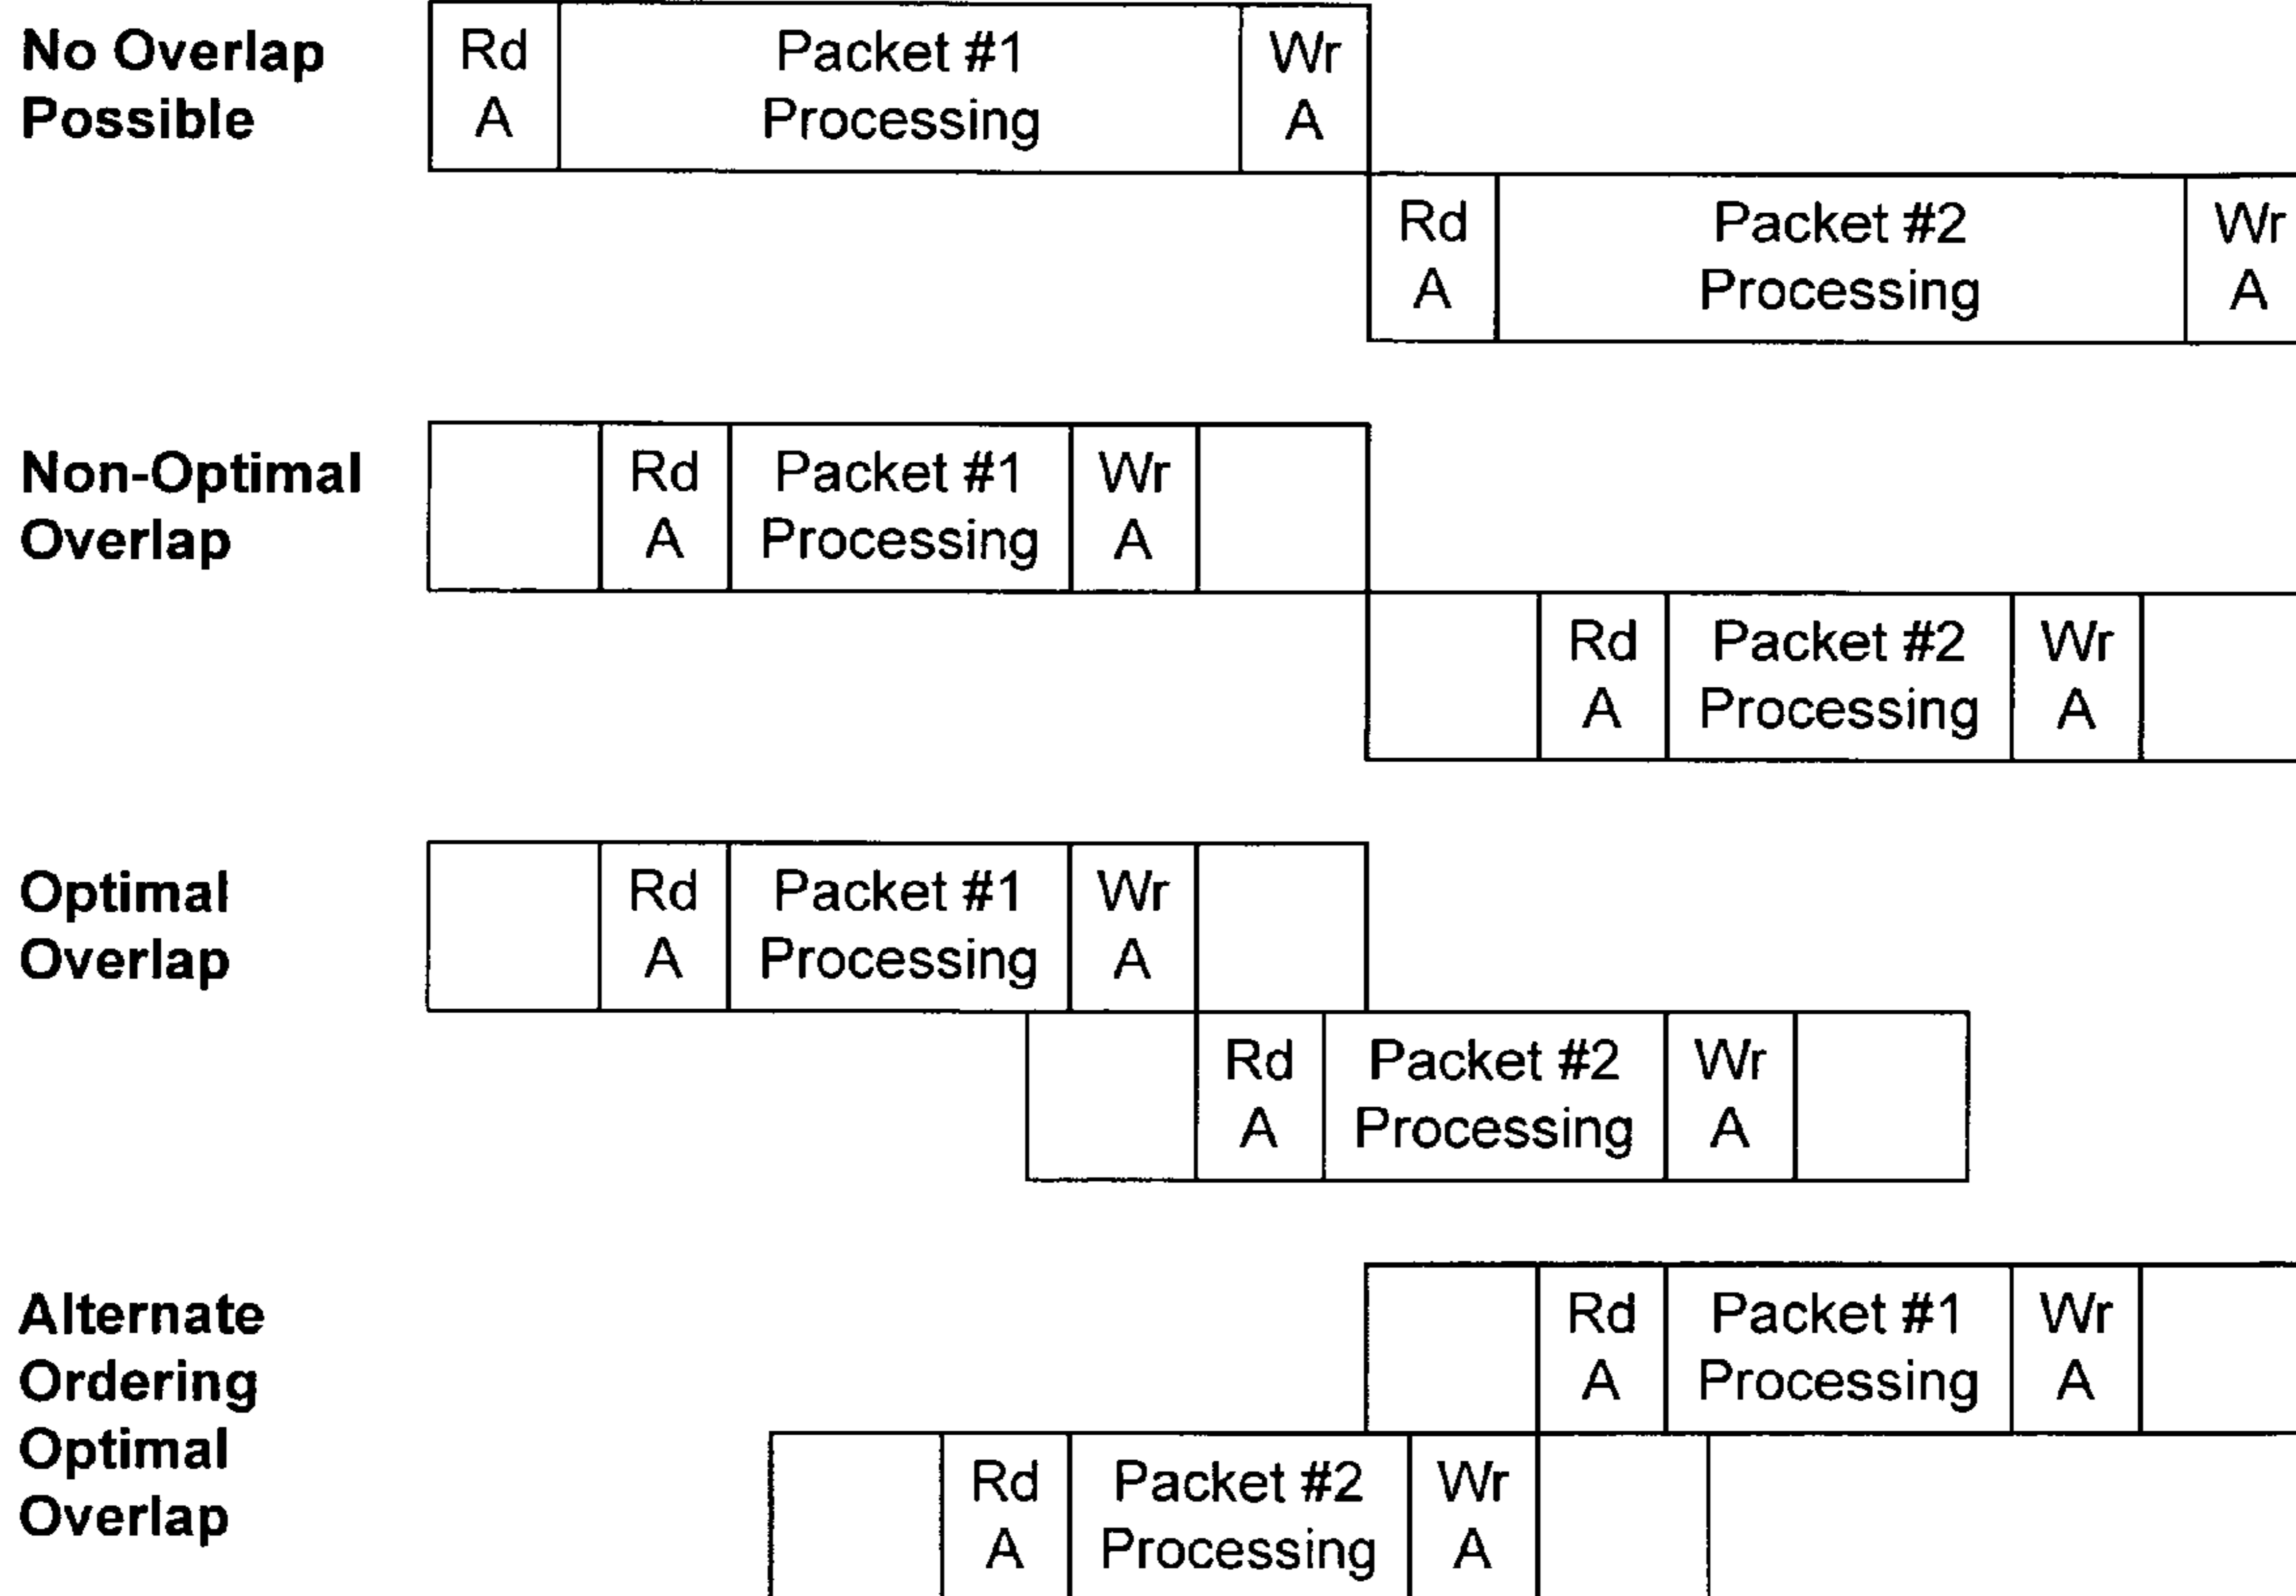 No Overlap
Possible
Rd
A
Packet #1
Processing
Wr
A
Rd
A
Packet #2
Processing
Wr
A
Non-Optimal
Overlap
Rd
A
Packet #1
Processing
Wr
A
Rd
A
Packet #2
Processing
Wr
A
Optimal
Overlap
Rd
A
Packet #1
Processing
Wr
A
Rd
A
Packet #2
Processing
Wr
A
Alternate
Ordering
Optimal
Overlap
Rd
A
Packet #1
Processing
Wr
A
Rd
A
Packet #2
Processing
Wr
A